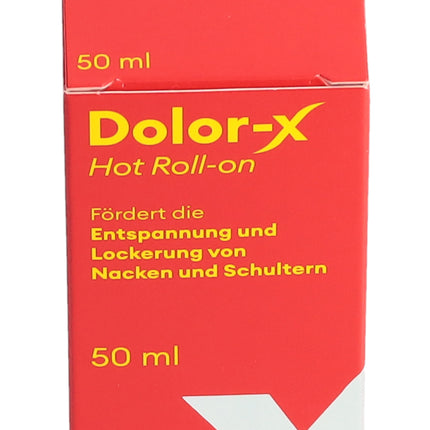 50 ml
Dolor-X
Hot Roll-on
Fördert die
Entspannung und
Lockerung von
Nacken und Schultern
50 ml